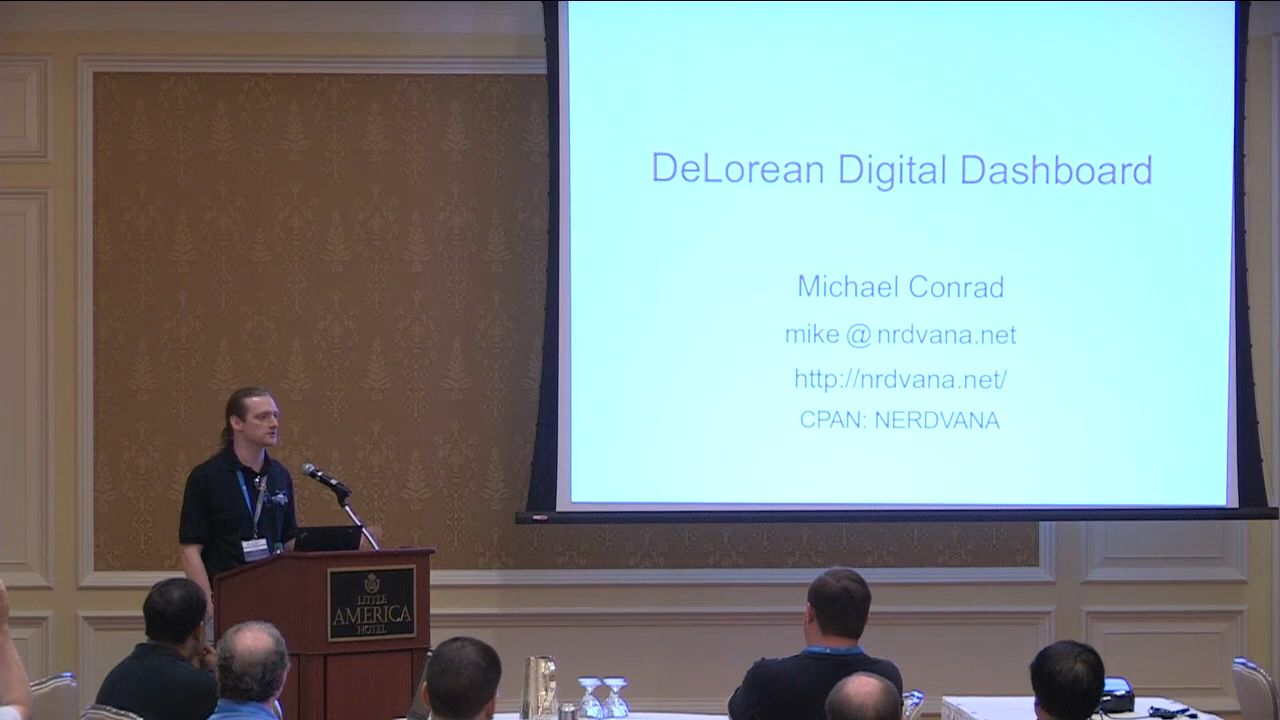 DeLorean Digital Dashboard
Michael Conrad
mike @ nrdvana.net
http://nrdvana.net/
CPAN: NERDVANA
LITTLE
AMERICA
HOTEL